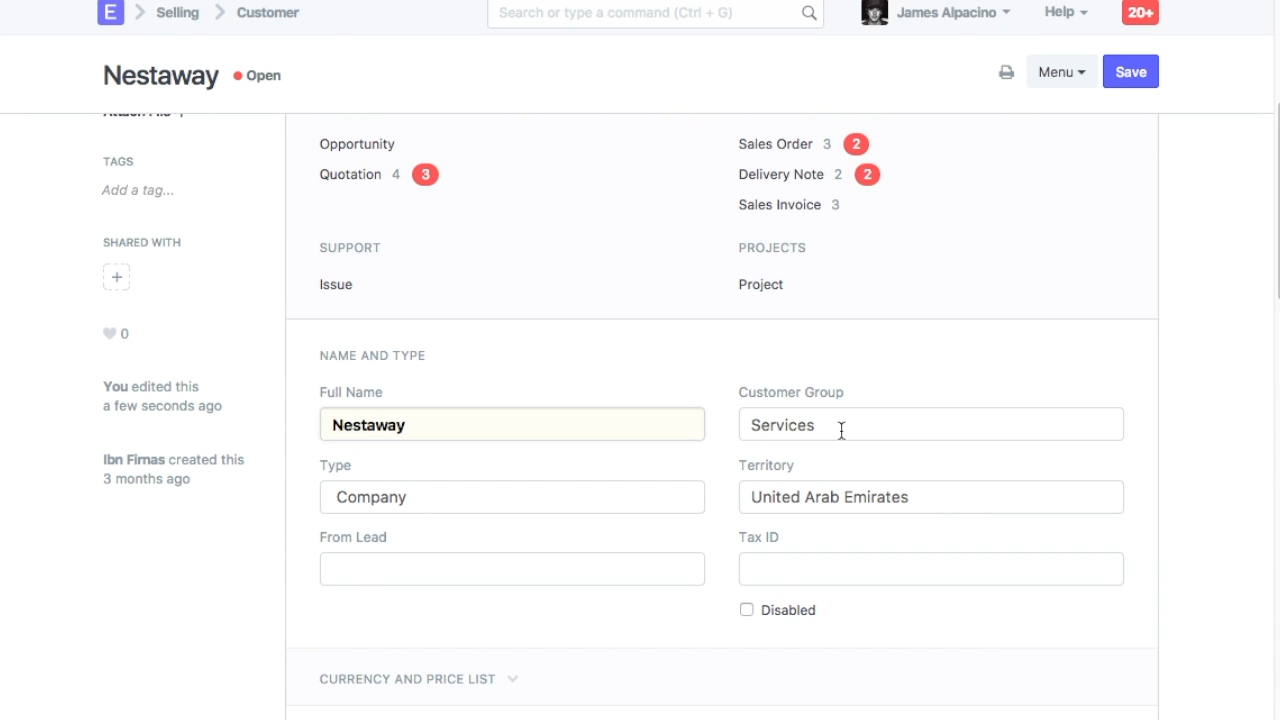 E Selling Customer Search or type a command (Ctrl + G) James Alpacino Help 20+
Nestaway Open Menu Save
TAGS
Add a tag...
SHARED WITH
+
0
You edited this
a few seconds ago
Ibn Firnas created this
3 months ago
Opportunity
Quotation 4 3
Sales Order 3 2
Delivery Note 2 2
Sales Invoice 3
SUPPORT
Issue
PROJECTS
Project
NAME AND TYPE
Full Name
Nestaway
Type
Company
From Lead
Customer Group
Services
Territory
United Arab Emirates
Tax ID
Disabled
CURRENCY AND PRICE LIST